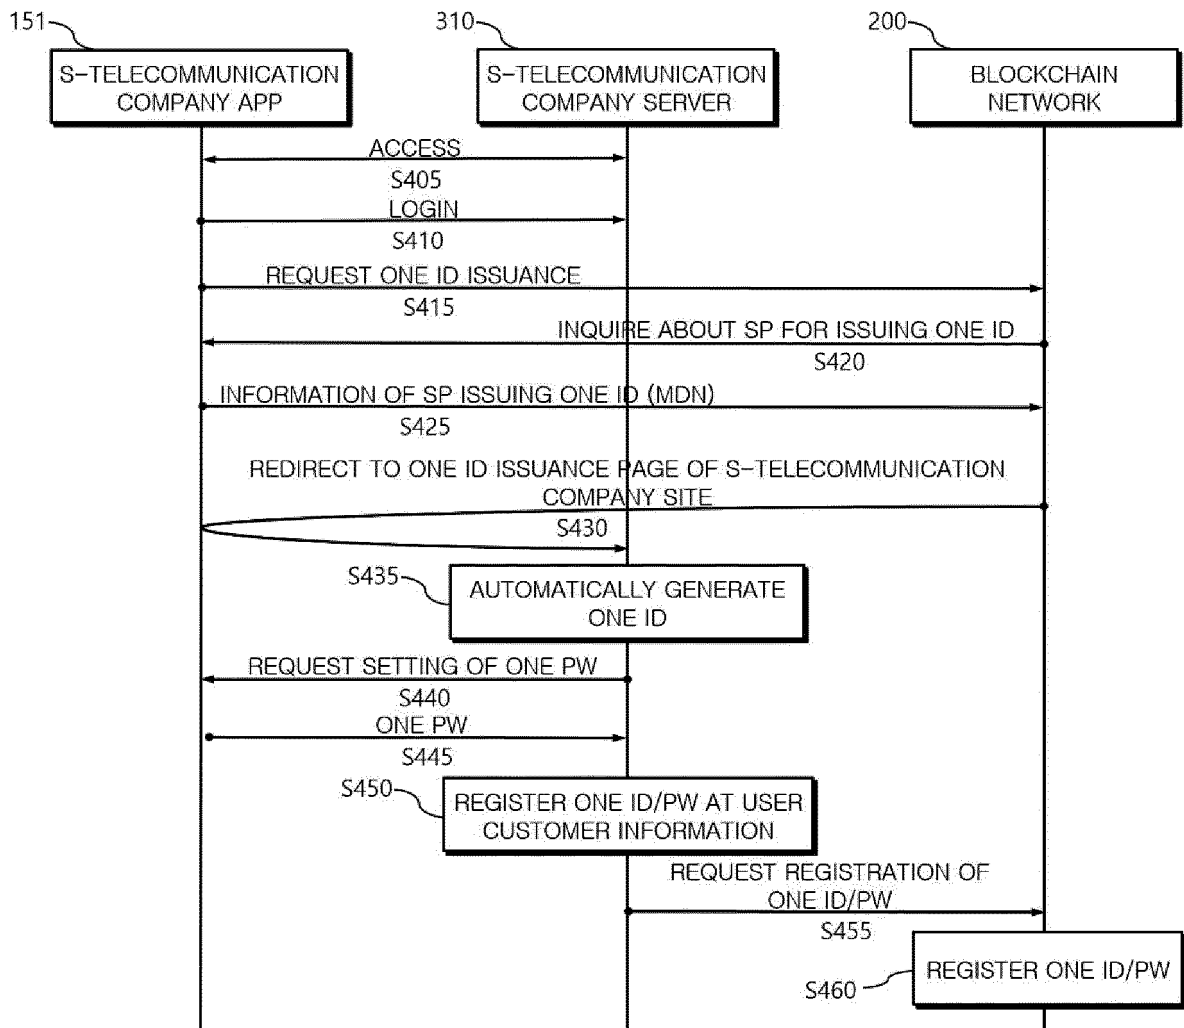 151
310
200
S-TELECOMMUNICATION
COMPANY APP
S-TELECOMMUNICATION
COMPANY SERVER
BLOCKCHAIN
NETWORK
ACCESS
S405
LOGIN
S410
REQUEST ONE ID ISSUANCE
S415
INQUIRE ABOUT SP FOR ISSUING ONE ID
S420
INFORMATION OF SP ISSUING ONE ID (MDN)
S425
REDIRECT TO ONE ID ISSUANCE PAGE OF S-TELECOMMUNICATION
COMPANY SITE
S430
S435
AUTOMATICALLY GENERATE
ONE ID
REQUEST SETTING OF ONE PW
S440
ONE PW
S445
S450
REGISTER ONE ID/PW AT USER
CUSTOMER INFORMATION
REQUEST REGISTRATION OF
ONE ID/PW
S455
REGISTER ONE ID/PW
S460